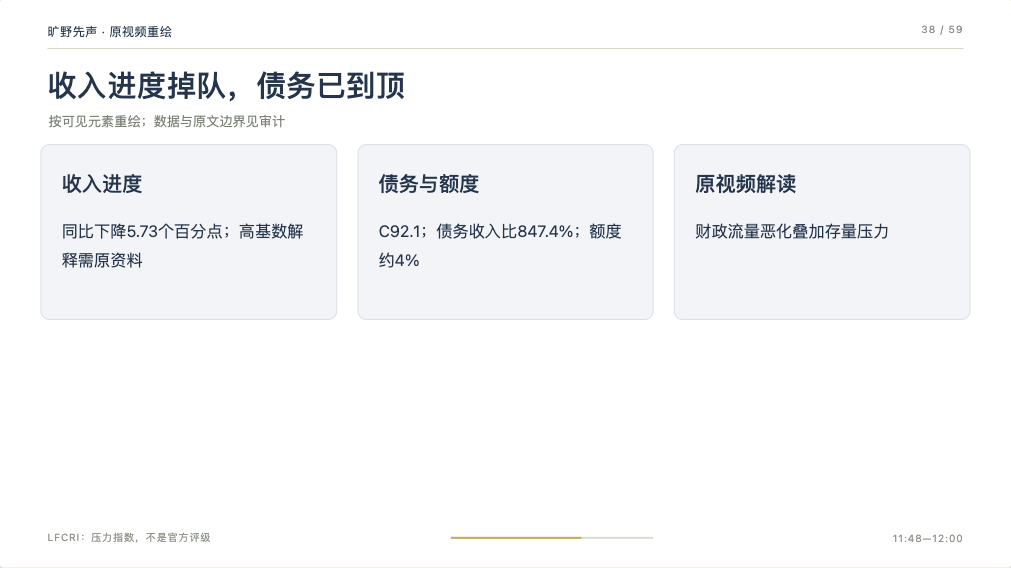 旷野先声 · 原视频重绘
38 / 59
收入进度掉队，债务已到顶
按可见元素重绘；数据与原文边界见审计
收入进度
同比下降5.73个百分点；高基数解
释需原资料
债务与额度
C92.1；债务收入比847.4%；额度
约4%
原视频解读
财政流量恶化叠加存量压力
LFCRI：压力指数，不是官方评级
11:48—12:00